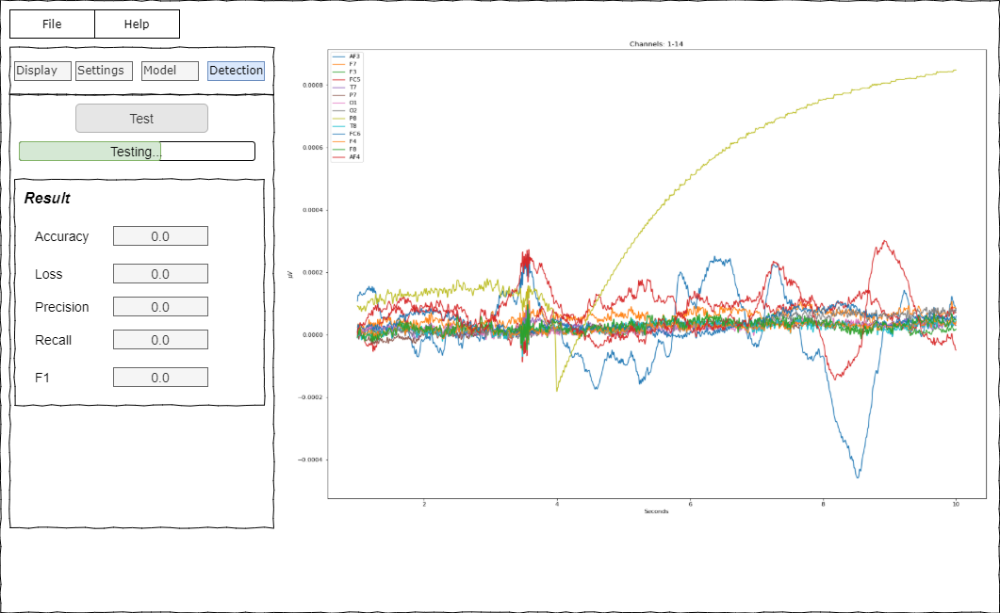 File Help
Display Settings Model Detection
Test
Testing...
Result
Accuracy 0.0
Loss 0.0
Precision 0.0
Recall 0.0
F1 0.0
Channels: 1-14
AF3
F7
F3
FC5
T7
P7
O1
O2
P8
T8
FC6
F4
F8
AF4
0.0008
0.0006
0.0004
0.0002
0.0000
−0.0002
−0.0004
μV
2 4 6 8 10
Seconds